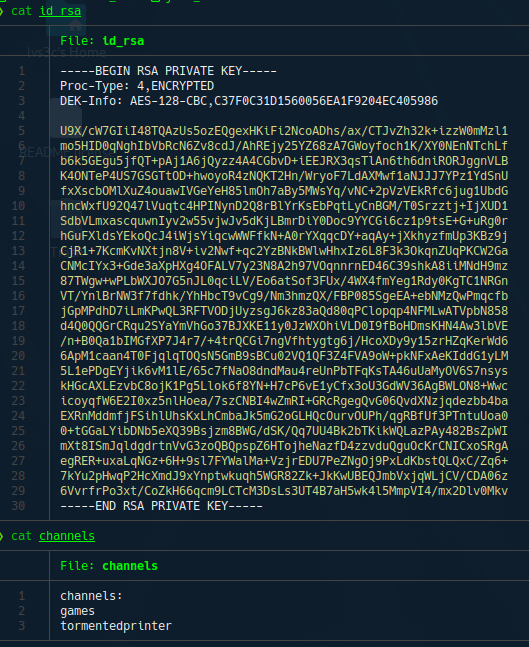 cat id_rsa
File: id_rsa
1 -----BEGIN RSA PRIVATE KEY-----
2 Proc-Type: 4,ENCRYPTED
3 DEK-Info: AES-128-CBC,C37F0C31D1560056EA1F9204EC405986
4
5 U9X/cW7GIiI48TQAzUs5ozEQgexHKiFi2NcoADhs/ax/CTJvZh32k+izzW0mMzl1
6 mo5HID0qNghIbVbRcN6Zv8cdJ/AhREjy25YZ68zA7GWoyfoch1K/XY0NEnNTchLf
7 b6k5GEgu5jfQT+pAj1A6jQyzz4A4CGbvD+iEEJRX3qsTlAn6th6dniRORJggnVLB
8 K4ONTeP4US7GSGTtOD+hwoyoR4zNQKT2Hn/WryoF7LdAXMwf1aNJJJ7YPz1YdSnU
9 fxXscbOMlXuZ4ouawIVGeYeH85lmOh7aBy5MWsYq/vNC+2pVzVEkRfc6jug1UbdG
10 hncWxfU92Q47lVuqtc4HPINynD2Q8rBlYrKsEbPqtLyCnBGM/T0Srzztj+IjXUD1
11 SdbVLmxascquwnIyv2w55vjwJv5dKjLBmrDiY0Doc9YYCGi6cz1p9tsE+G+uRg0r
12 hGuFXldsYEkoQcJ4iWjsYiqcwWWFfkN+A0rYXqqcDY+aqAy+jXkhyzfmUp3KBz9j
13 CjR1+7KcmKvNXtjn8V+iv2Nwf+qc2YzBNkBWlwHhxIz6L8F3k3OkqnZUqPKCW2Ga
14 CNMcIYx3+Gde3aXpHXg4OFALV7y23N8A2h97VOqnnrnED46C39shkA8iiMNdH9mz
15 87TWgw+wPLbWXJO7G5nJL0qciLV/Eo6atSof3FUx/4WX4fmYeg1Rdy0KgTC1NRGn
16 VT/YnlBrNW3f7fdhk/YhHbcT9vCg9/Nm3hmzQX/FBP085SgeEA+ebNMzQwPmqcfb
17 jGpMPdhD7iLmKPwQL3RFTVODjUyzsgJ6kz83aQd80qPClopqp4NFMLwATVpbN858
18 d4Q0QQGrCRqu2SYaYmVhGo37BJXKE11y0JzWXOhiVLD0I9fBoHDmsKHN4Aw3lbVE
19 /n+B0Qa1bIMGfXP7J4r7/+4trQCGi7ngVfhtygtg6j/HcoXDy9y15zrHZqKerWd6
20 6ApM1caan4T0FjqlqTOQsN5GmB9sBCu02VQ1QF3Z4FVA9oW+pkNFxAeKIddG1yLM
21 5L1ePDgEYjik6vM1lE/65c7fNaO8dndMau4reUnPbTFqKsTA46uUaMyOV6S7nsys
22 kHGcAXLEzvbC8ojK1Pg5Llok6f8YN+H7cP6vE1yCfx3oU3GdWV36AgBWLON8+Wwc
23 icoyqfW6E2I0xz5nlHoea/7szCNBI4wZmRI+GRcRgegQvG06QvdXNzjqdezbb4ba
24 EXRnMddmfjFSihlUhsKxLhCmbaJk5mG2oGLHQcOurvOUPh/qgRBfUf3PTntuUoa0
25 0+tGGaLYibDNb5eXQ39Bsjzm8BWG/dSK/Qq7UU4Bk2bTKikWQLazPAy482BsZpWI
26 mXt8ISmJqldgdrtnVvG3zoQBQpspZ6HTojheNazfD4zzvduQguOcKrCNICxoSRgA
27 egRER+uxaLqNGz+6H+9sl7FYWalMa+VzjrEDU7PeZNgOj9PxLdKbstQLQxC/Zq6+
28 7kYu2pHwqP2HcXmdJ9xYnptwkuqh5WGR82Zk+JkKwUBEQJmbVxjqWLjCV/CDA06z
29 6VvrfrPo3xt/CoZkH66qcm9LCTcM3DsLs3UT4B7aH5wk4l5MmpVI4/mx2Dlv0Mkv
30 -----END RSA PRIVATE KEY-----
cat channels
File: channels
1 channels:
2 games
3 tormentedprinter